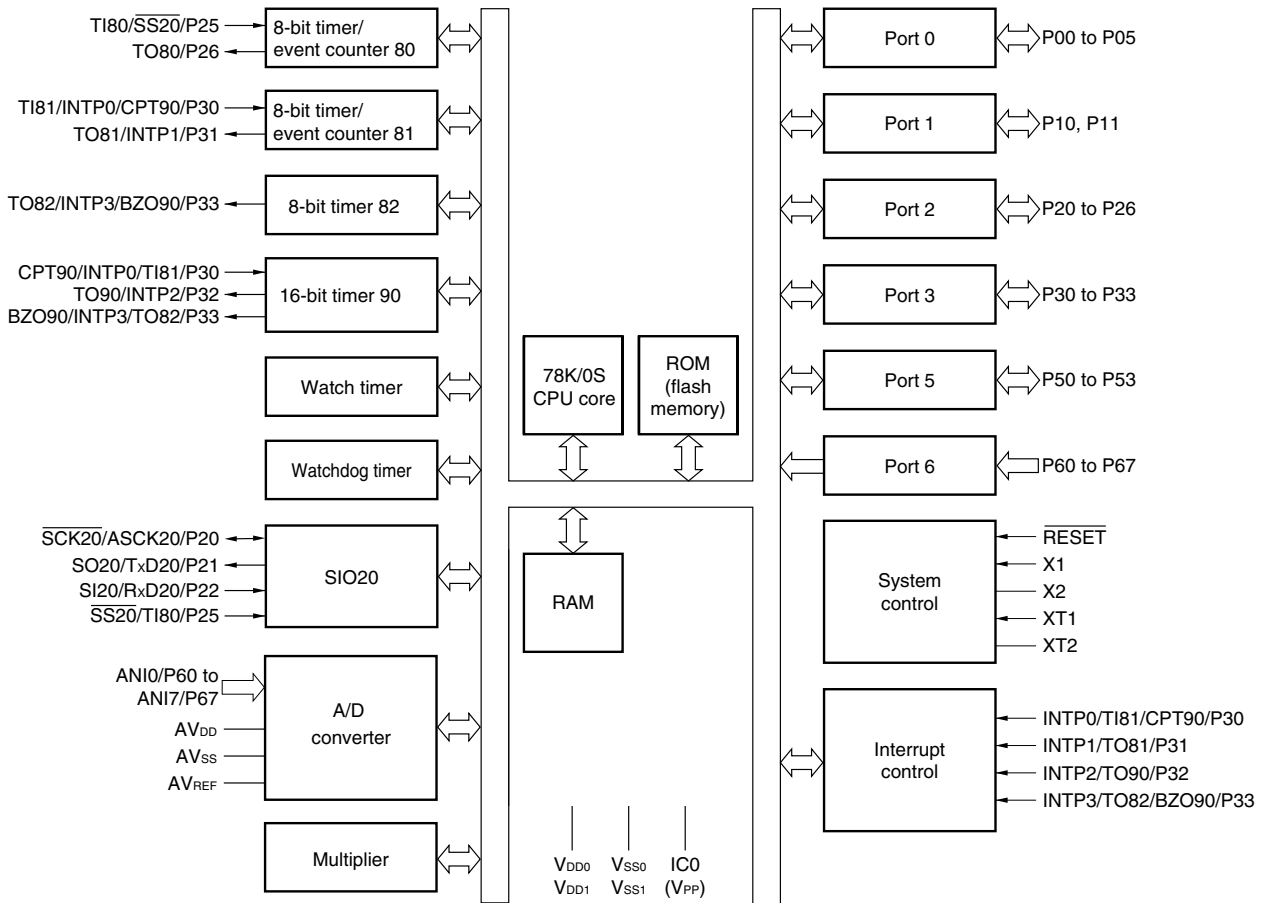 TI80/SS20/P25
TO80/P26
8-bit timer/
event counter 80
TI81/INTP0/CPT90/P30
TO81/INTP1/P31
8-bit timer/
event counter 81
TO82/INTP3/BZO90/P33
8-bit timer 82
CPT90/INTP0/TI81/P30
TO90/INTP2/P32
BZO90/INTP3/TO82/P33
16-bit timer 90
Watch timer
Watchdog timer
SCK20/ASCK20/P20
SO20/TxD20/P21
SI20/RxD20/P22
SS20/TI80/P25
SIO20
ANI0/P60 to
ANI7/P67
AVDD
AVSS
AVREF
A/D
converter
Multiplier
78K/0S
CPU core
ROM
(flash
memory)
RAM
VDD0
VDD1
VSS0
VSS1
IC0
(VPP)
Port 0
P00 to P05
Port 1
P10, P11
Port 2
P20 to P26
Port 3
P30 to P33
Port 5
P50 to P53
Port 6
P60 to P67
System
control
RESET
X1
X2
XT1
XT2
Interrupt
control
INTP0/TI81/CPT90/P30
INTP1/TO81/P31
INTP2/TO90/P32
INTP3/TO82/BZO90/P33